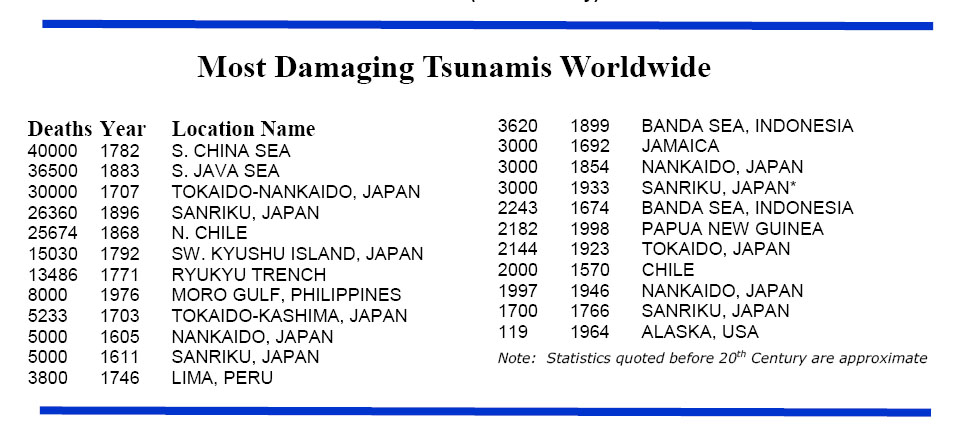 Most Damaging Tsunamis Worldwide
Deaths Year Location Name
40000 1782 S. CHINA SEA
36500 1883 S. JAVA SEA
30000 1707 TOKAIDO-NANKAIDO, JAPAN
26360 1896 SANRIKU, JAPAN
25674 1868 N. CHILE
15030 1792 SW. KYUSHU ISLAND, JAPAN
13486 1771 RYUKYU TRENCH
8000 1976 MORO GULF, PHILIPPINES
5233 1703 TOKAIDO-KASHIMA, JAPAN
5000 1605 NANKAIDO, JAPAN
5000 1611 SANRIKU, JAPAN
3800 1746 LIMA, PERU
3620 1899 BANDA SEA, INDONESIA
3000 1692 JAMAICA
3000 1854 NANKAIDO, JAPAN
3000 1933 SANRIKU, JAPAN*
2243 1674 BANDA SEA, INDONESIA
2182 1998 PAPUA NEW GUINEA
2144 1923 TOKAIDO, JAPAN
2000 1570 CHILE
1997 1946 NANKAIDO, JAPAN
1700 1766 SANRIKU, JAPAN
119 1964 ALASKA, USA
Note: Statistics quoted before 20th Century are approximate